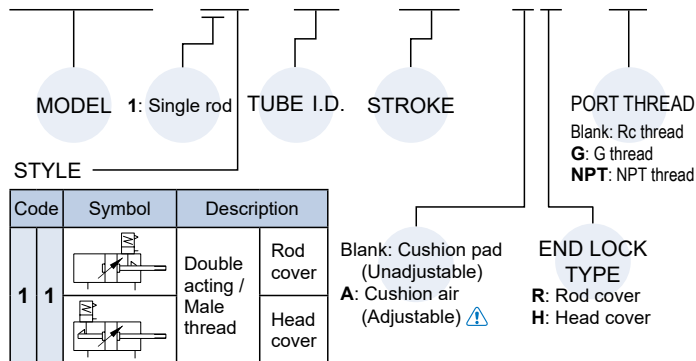 MODEL
1: Single rod
TUBE I.D.
STROKE
PORT THREAD
Blank: Rc thread
G: G thread
NPT: NPT thread
STYLE
Code Symbol Description
1 1
Double
acting /
Male
thread
Rod
cover
Head
cover
Blank: Cushion pad
(Unadjustable)
A: Cushion air
(Adjustable) ⚠
END LOCK
TYPE
R: Rod cover
H: Head cover